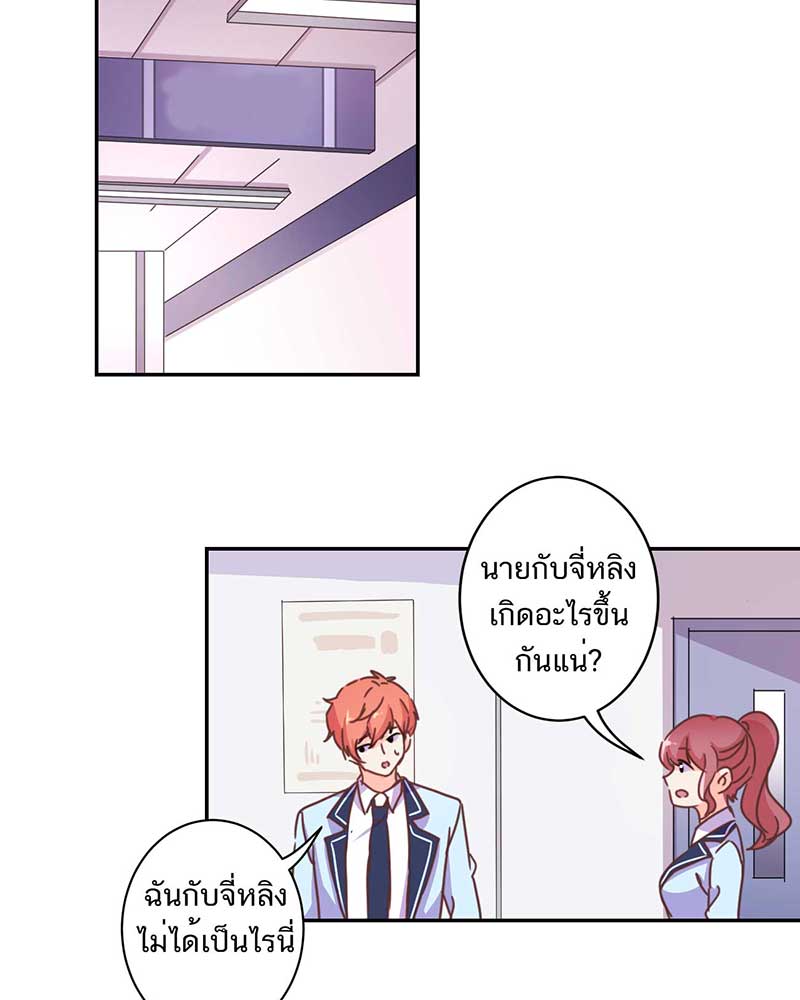 นายกับจี่หลิง
เกิดอะไรขึ้น
กันแน่?
ฉันกับจี่หลิง
ไม่ได้เป็นไรนี่